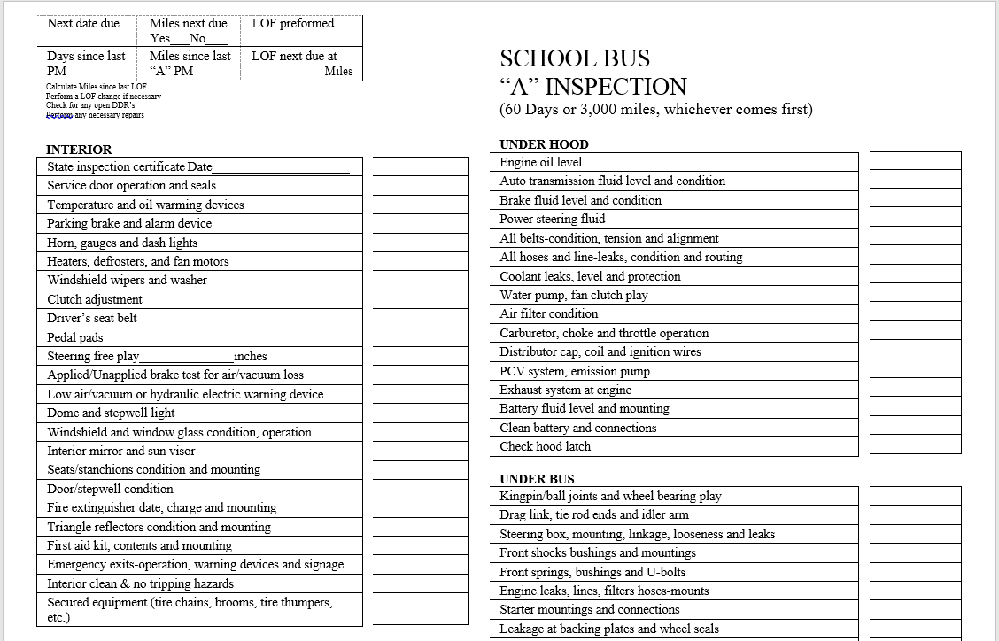 Next date due
Miles next due
Yes___No____
LOF preformed
Days since last
PM
Miles since last
“A” PM
LOF next due at
Miles
Calculate Miles since last LOF
Perform a LOF change if necessary
Check for any open DDR’s
Perform any necessary repairs
INTERIOR
State inspection certificate Date______________________
Service door operation and seals
Temperature and oil warming devices
Parking brake and alarm device
Horn, gauges and dash lights
Heaters, defrosters, and fan motors
Windshield wipers and washer
Clutch adjustment
Driver’s seat belt
Pedal pads
Steering free play_______________inches
Applied/Unapplied brake test for air/vacuum loss
Low air/vacuum or hydraulic electric warning device
Dome and stepwell light
Windshield and window glass condition, operation
Interior mirror and sun visor
Seats/stanchions condition and mounting
Door/stepwell condition
Fire extinguisher date, charge and mounting
Triangle reflectors condition and mounting
First aid kit, contents and mounting
Emergency exits-operation, warning devices and signage
Interior clean & no tripping hazards
Secured equipment (tire chains, brooms, tire thumpers,
etc.)
SCHOOL BUS
“A” INSPECTION
(60 Days or 3,000 miles, whichever comes first)
UNDER HOOD
Engine oil level
Auto transmission fluid level and condition
Brake fluid level and condition
Power steering fluid
All belts-condition, tension and alignment
All hoses and line-leaks, condition and routing
Coolant leaks, level and protection
Water pump, fan clutch play
Air filter condition
Carburetor, choke and throttle operation
Distributor cap, coil and ignition wires
PCV system, emission pump
Exhaust system at engine
Battery fluid level and mounting
Clean battery and connections
Check hood latch
UNDER BUS
Kingpin/ball joints and wheel bearing play
Drag link, tie rod ends and idler arm
Steering box, mounting, linkage, looseness and leaks
Front shocks bushings and mountings
Front springs, bushings and U-bolts
Engine leaks, lines, filters hoses-mounts
Starter mountings and connections
Leakage at backing plates and wheel seals